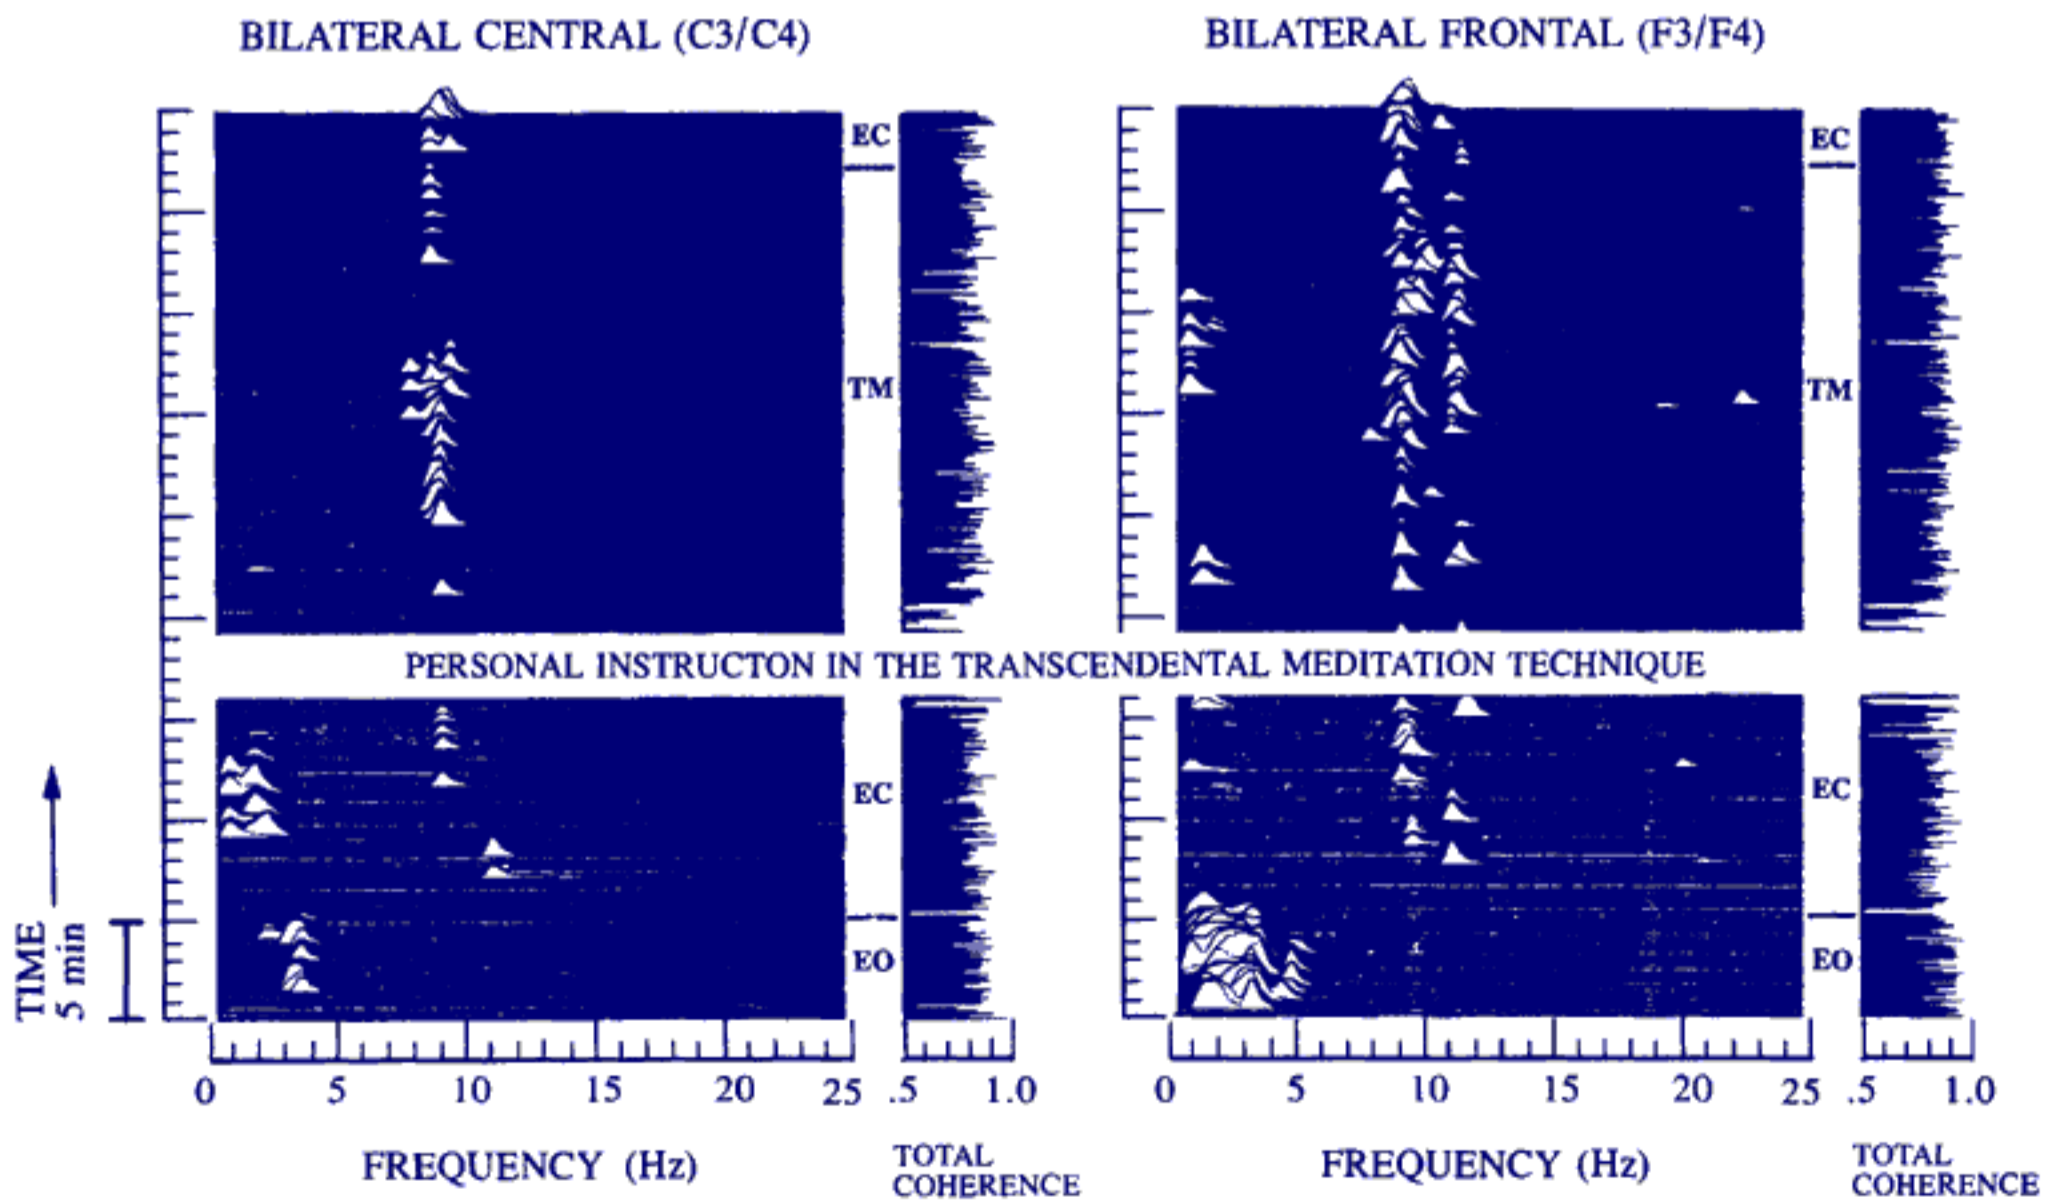 BILATERAL CENTRAL (C3/C4)
BILATERAL FRONTAL (F3/F4)
EC
EC
TM
TM
PERSONAL INSTRUCTON IN THE TRANSCENDENTAL MEDITATION TECHNIQUE
EC
EC
EO
EO
TIME
5 min
0 5 10 15 20 25 .5 1.0
0 5 10 15 20 25 .5 1.0
FREQUENCY (Hz)
TOTAL
COHERENCE
FREQUENCY (Hz)
TOTAL
COHERENCE